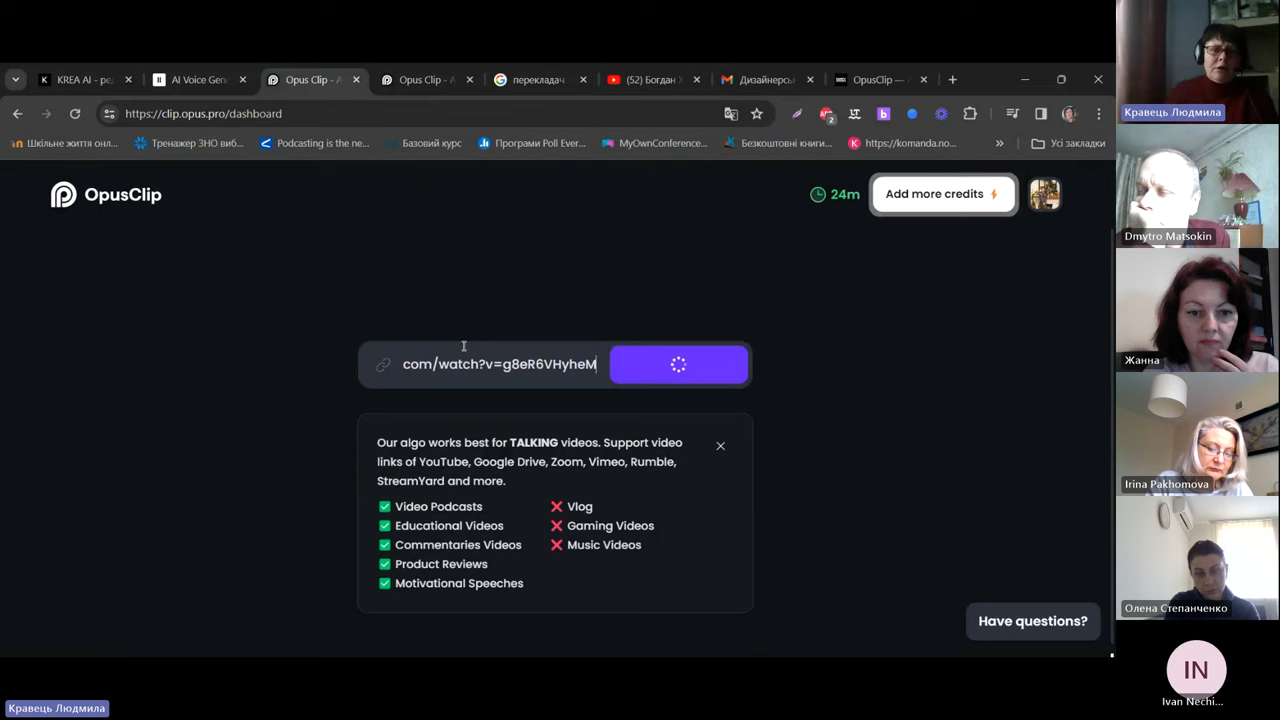 KREA AI - ре
AI Voice Gen
Opus Clip - A
Opus Clip - A
перекладач
(52) Богдан
Дизайнерсь
OpusClip —
https://clip.opus.pro/dashboard
2
Шкільне життя онл...
Тренажер ЗНО виб...
Podcasting is the ne...
Базовий курс
Програми Poll Ever...
MyOwnConference...
Безкоштовні книги...
https://komanda.no...
Усі закладки
OpusClip
24m
Add more credits
com/watch?v=g8eR6VHyheM
Our algo works best for TALKING videos. Support video
links of YouTube, Google Drive, Zoom, Vimeo, Rumble,
StreamYard and more.
Video Podcasts
Vlog
Educational Videos
Gaming Videos
Commentaries Videos
Music Videos
Product Reviews
Motivational Speeches
Have questions?
Кравець Людмила
Dmytro Matsokin
Жанна
Irina Pakhomova
Олена Степанченко
IN
Ivan Nechi...
Кравець Людмила